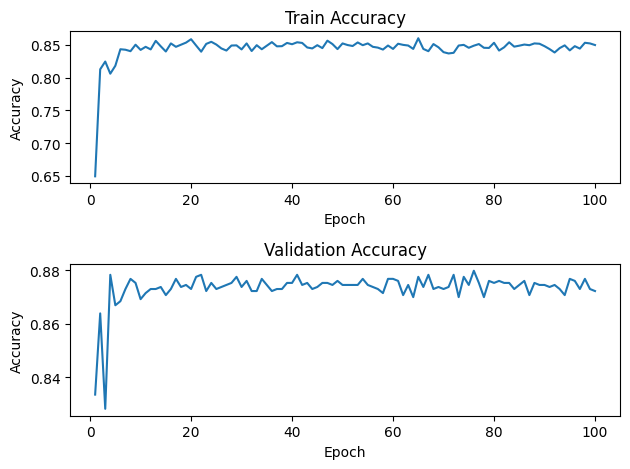 Train Accuracy
0.85
0.80
0.75
0.70
0.65
Accuracy
0 20 40 60 80 100
Epoch
Validation Accuracy
0.88
0.86
0.84
Accuracy
0 20 40 60 80 100
Epoch